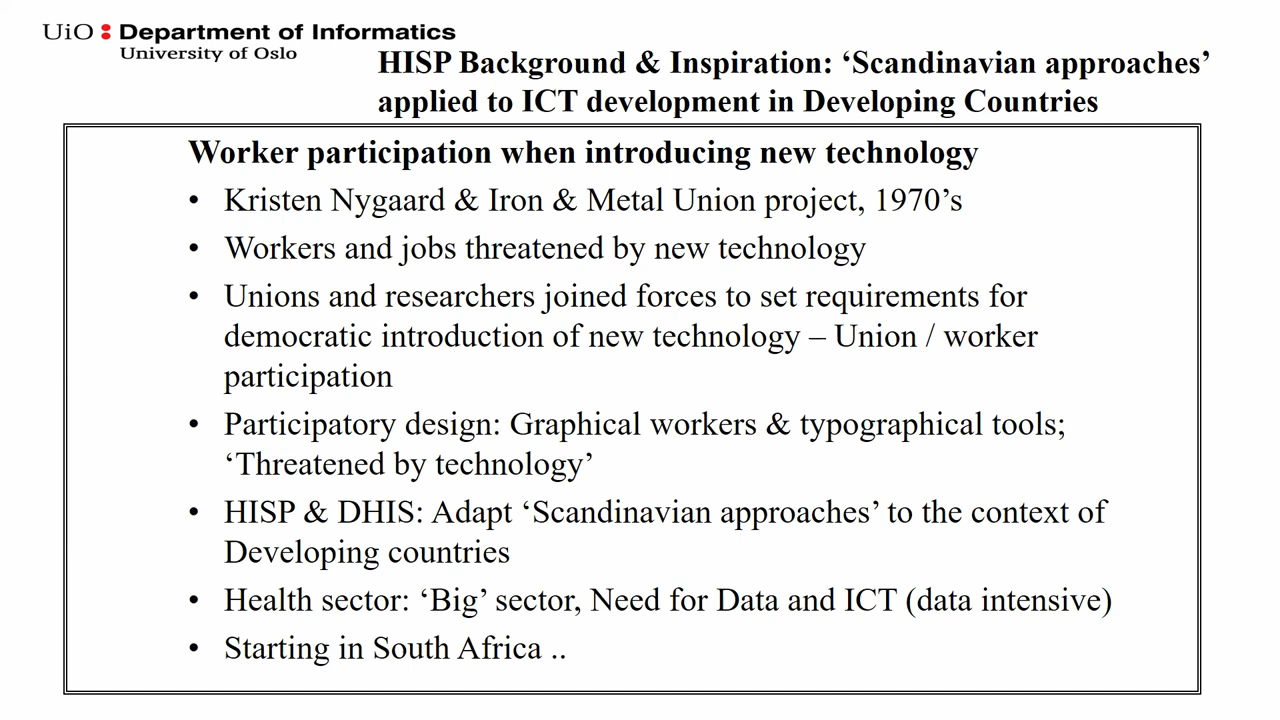 UiO : Department of Informatics
University of Oslo
HISP Background & Inspiration: ‘Scandinavian approaches’
applied to ICT development in Developing Countries
Worker participation when introducing new technology
• Kristen Nygaard & Iron & Metal Union project, 1970’s
• Workers and jobs threatened by new technology
• Unions and researchers joined forces to set requirements for
democratic introduction of new technology – Union / worker
participation
• Participatory design: Graphical workers & typographical tools;
‘Threatened by technology’
• HISP & DHIS: Adapt ‘Scandinavian approaches’ to the context of
Developing countries
• Health sector: ‘Big’ sector, Need for Data and ICT (data intensive)
• Starting in South Africa ..